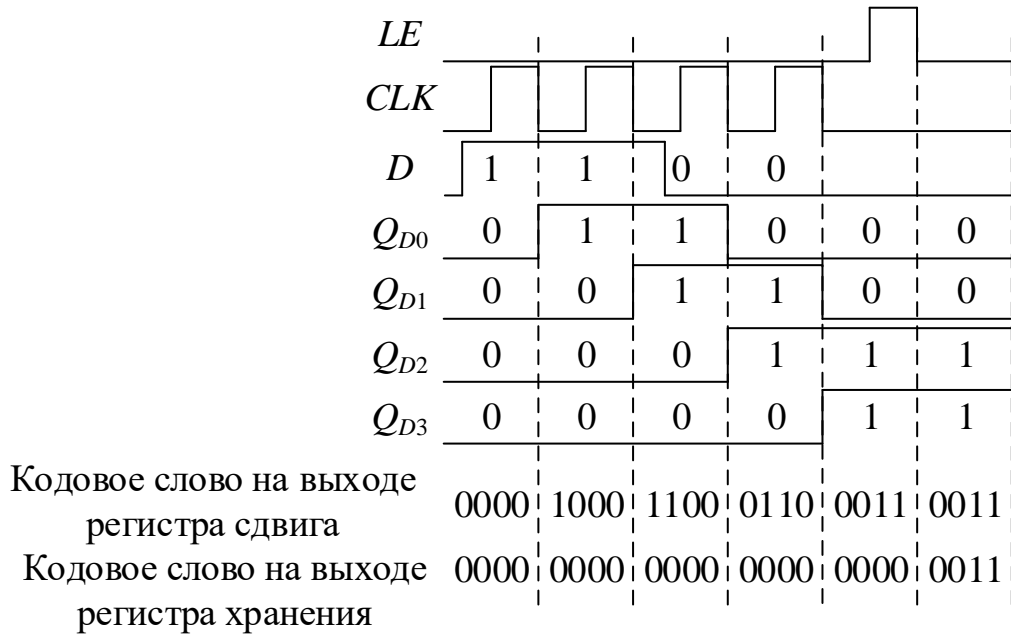 LE
CLK
D 1 1 0 0
QD0 0 1 1 0 0 0
QD1 0 0 1 1 0 0
QD2 0 0 0 1 1 1
QD3 0 0 0 0 1 1
Кодовое слово на выходе
регистра сдвига
0000 1000 1100 0110 0011 0011
Кодовое слово на выходе
регистра хранения
0000 0000 0000 0000 0000 0011